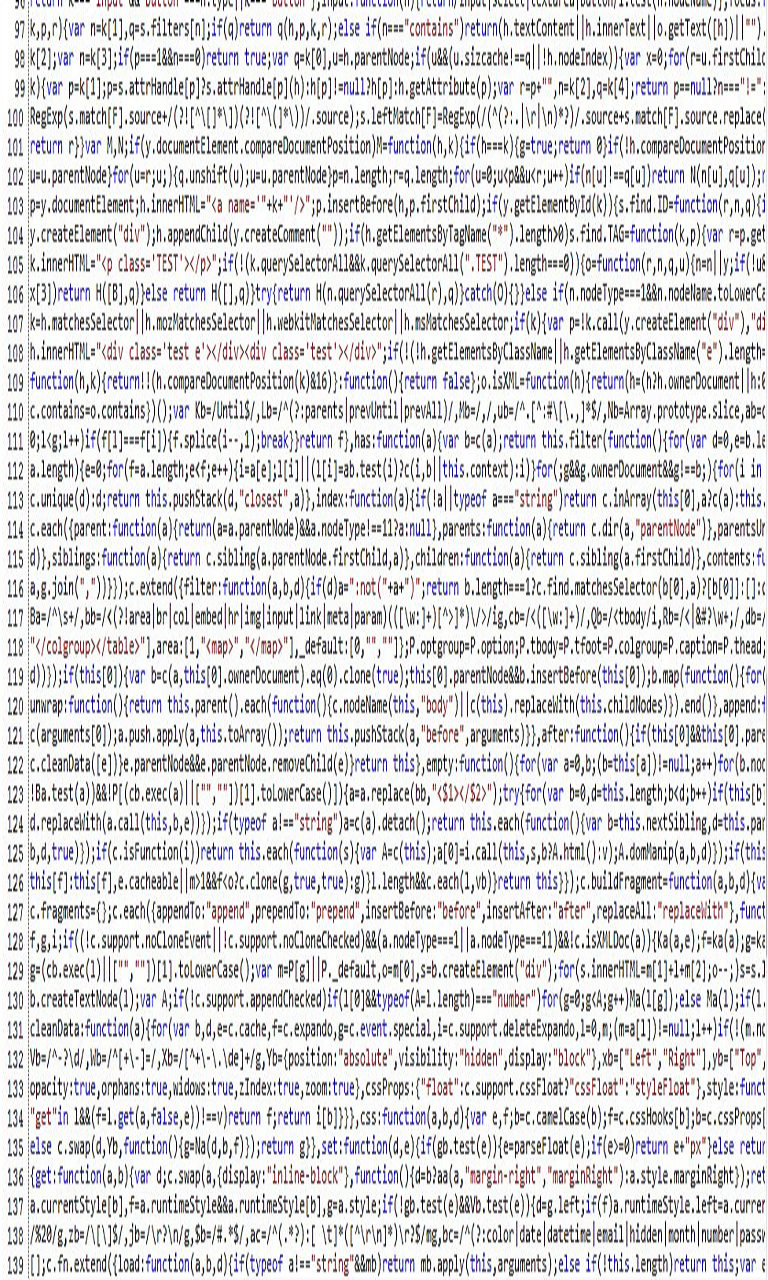 97 k,p,r){var n=k[1],q=s.filters[n];if(q)return q(h,p,k,r);else if(n==="contains")return(h.textContent||h.innerText||o.getText([h])||"").
98 k[2];var n=k[3];if(p===1&&n===0)return true;var q=k[0],u=h.parentNode;if(u&&(u.sizcache!==q||!h.nodeIndex)){var x=0;for(r=u.firstChild
99 k){var p=k[1];p=s.attrHandle[p]?s.attrHandle[p](h):h[p]!=null?h[p]:h.getAttribute(p);var r=p+"",n=k[2],q=k[4];return p==null?n==="!=":
100 RegExp(s.match[F].source+/(?![^\[]*\])(?![^\(]*\))/.source);s.leftMatch[F]=RegExp(/(^(?:.|\r|\n)*?)/.source+s.match[F].source.replace(
101 return r}}var M,N;if(y.documentElement.compareDocumentPosition)M=function(h,k){if(h===k){g=true;return 0}if(!h.compareDocumentPosition
102 u=u.parentNode}for(u=r;u;){q.unshift(u);u=u.parentNode}p=n.length;r=q.length;for(u=0;u<p&&u<r;u++)if(n[u]!==q[u])return N(n[u],q[u]);
103 p=y.documentElement;h.innerHTML="<a name='"+k+"'/>";p.insertBefore(h,p.firstChild);if(y.getElementById(k)){s.find.ID=function(r,n,q){i
104 y.createElement("div");h.appendChild(y.createComment(""));if(h.getElementsByTagName("*").length>0)s.find.TAG=function(k,p){var r=p.get
105 k.innerHTML="<p class='TEST'></p>";if(!(k.querySelectorAll&&k.querySelectorAll(".TEST").length===0)){o=function(r,n,q,u){n=n||y;if(!u&
106 x[3])return H([B],q)}else return H([],q)}try{return H(n.querySelectorAll(r),q)}catch(O){}}else if(n.nodeType===1&&n.nodeName.toLowerCa
107 k=h.matchesSelector||h.mozMatchesSelector||h.webkitMatchesSelector||h.msMatchesSelector;if(k){var p=!k.call(y.createElement("div"),"di
108 h.innerHTML="<div class='test e'></div><div class='test'></div>";if(!(!h.getElementsByClassName||h.getElementsByClassName("e").length=
109 function(h,k){return!!(h.compareDocumentPosition(k)&16)}:function(){return false};o.isXML=function(h){return(h=(h?h.ownerDocument||h:0
110 c.contains=o.contains})();var Kb=/Until$/,Lb=/^(?:parents|prevUntil|prevAll)/,Mb=/,/,ub=/^.[^:#\[\.,]*$/,Nb=Array.prototype.slice,ab=c
111 0;l<g;l++)if(f[l]===f[i]){f.splice(i--,1);break}}return f},has:function(a){var b=c(a);return this.filter(function(){for(var d=0,e=b.le
112 a.length){e=0;for(f=a.length;e<f;e++){i=a[e];l[i]||(l[i]=ab.test(i)?c(i,b||this.context):i)}for(;g&&g.ownerDocument&&g!==b;){for(i in
113 c.unique(d):d;return this.pushStack(d,"closest",a)},index:function(a){if(!a||typeof a==="string")return c.inArray(this[0],a?c(a):this.
114 c.each({parent:function(a){return(a=a.parentNode)&&a.nodeType!==11?a:null},parents:function(a){return c.dir(a,"parentNode")},parentsUn
115 d)},siblings:function(a){return c.sibling(a.parentNode.firstChild,a)},children:function(a){return c.sibling(a.firstChild)},contents:fu
116 a,g.join(","))}});c.extend({filter:function(a,b,d){if(d)a=":not("+a+")";return b.length===1?c.find.matchesSelector(b[0],a)?[b[0]]:[]:c
117 Ba=/^\s+/,bb=/<(?!area|br|col|embed|hr|img|input|link|meta|param)(([\w:]+)[^>]*)\/>/ig,cb=/<([\w:]+)/,Qb=/<tbody/i,Rb=/<|&#?\w+;/,db=/
118 "</colgroup></table>"],area:[1,"<map>","</map>"],_default:[0,"",""]};P.optgroup=P.option;P.tbody=P.tfoot=P.colgroup=P.caption=P.thead;
119 d))});if(this[0]){var b=c(a,this[0].ownerDocument).eq(0).clone(true);this[0].parentNode&&b.insertBefore(this[0]);b.map(function(){for(
120 unwrap:function(){return this.parent().each(function(){c.nodeName(this,"body")||c(this).replaceWith(this.childNodes)}).end()},append:f
121 c(arguments[0]);a.push.apply(a,this.toArray());return this.pushStack(a,"before",arguments)}},after:function(){if(this[0]&&this[0].pare
122 c.cleanData([e])}e.parentNode&&e.parentNode.removeChild(e)}return this},empty:function(){for(var a=0,b;(b=this[a])!=null;a++)for(b.nod
123 !Ba.test(a))&&!P[(cb.exec(a)||["",""])[1].toLowerCase()]){a=a.replace(bb,"<$1></$2>");try{for(var b=0,d=this.length;b<d;b++)if(this[b]
124 d.replaceWith(a.call(this,b,e))});if(typeof a!=="string")a=c(a).detach();return this.each(function(){var b=this.nextSibling,d=this.par
125 b,d,true)});if(c.isFunction(i))return this.each(function(s){var A=c(this);a[0]=i.call(this,s,b?A.html():v);A.domManip(a,b,d)});if(this
126 this[f]:this[f],e.cacheable||m>1&&f<o?c.clone(g,true,true):g)}l.length&&c.each(l,vb)}return this}});c.buildFragment=function(a,b,d){va
127 c.fragments={};c.each({appendTo:"append",prependTo:"prepend",insertBefore:"before",insertAfter:"after",replaceAll:"replaceWith"},funct
128 f,g,i;if((!c.support.noCloneEvent||!c.support.noCloneChecked)&&(a.nodeType===1||a.nodeType===11)&&!c.isXMLDoc(a)){Ka(a,e);f=ka(a);g=ka
129 g=(cb.exec(l)||["",""])[1].toLowerCase();var m=P[g]||P._default,o=m[0],s=b.createElement("div");for(s.innerHTML=m[1]+l+m[2];o--;)s=s.l
130 b.createTextNode(l);var A;if(!c.support.appendChecked)if(l[0]&&typeof(A=l.length)==="number")for(g=0;g<A;g++)Ma(l[g]);else Ma(l);if(l.
131 cleanData:function(a){for(var b,d,e=c.cache,f=c.expando,g=c.event.special,i=c.support.deleteExpando,l=0,m;(m=a[l])!=null;l++)if(!(m.no
132 Vb=/^-?\d/,Wb=/^[+\-]=/,Xb=/[^+\-\.\de]+/g,Yb={position:"absolute",visibility:"hidden",display:"block"},xb=["Left","Right"],yb=["Top",
133 opacity:true,orphans:true,widows:true,zIndex:true,zoom:true},cssProps:{"float":c.support.cssFloat?"cssFloat":"styleFloat"},style:funct
134 "get"in l&&(f=l.get(a,false,e))!==v)return f;return i[b]}}},css:function(a,b,d){var e,f;b=c.camelCase(b);f=c.cssHooks[b];b=c.cssProps[
135 else c.swap(d,Yb,function(){g=Na(d,b,f)});return g}},set:function(d,e){if(gb.test(e)){e=parseFloat(e);if(e>=0)return e+"px"}else retur
136 {get:function(a,b){var d;c.swap(a,{display:"inline-block"},function(){d=b?aa(a,"margin-right","marginRight"):a.style.marginRight});ret
137 a.currentStyle[b],f=a.runtimeStyle&&a.runtimeStyle[b],g=a.style;if(!gb.test(e)&&Vb.test(e)){d=g.left;if(f)a.runtimeStyle.left=a.curren
138 /%20/g,zb=/\[\]$/,jb=/\r?\n/g,$b=/#.*$/,ac=/^(.*?):[ \t]*([^\r\n]*)\r?$/mg,bc=/^(?:color|date|datetime|email|hidden|month|number|passw
139 [];c.fn.extend({load:function(a,b,d){if(typeof a!=="string"&&mb)return mb.apply(this,arguments);else if(!this.length)return this;var e